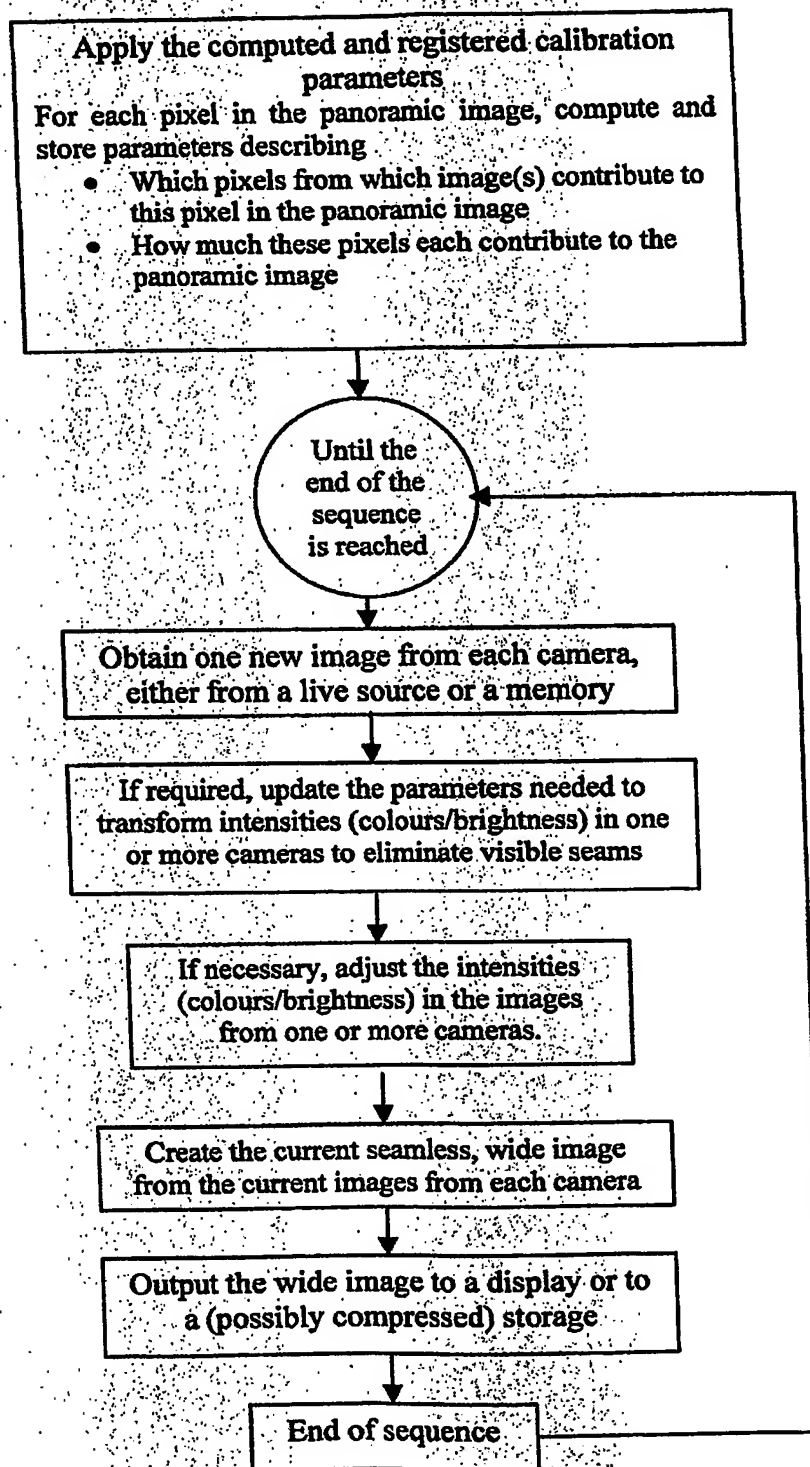 Apply the computed and registered calibration
parameters
For each pixel in the panoramic image, compute and
store parameters describing
• Which pixels from which image(s) contribute to
this pixel in the panoramic image
• How much these pixels each contribute to the
panoramic image
Until the
end of the
sequence
is reached
Obtain one new image from each camera,
either from a live source or a memory
If required, update the parameters needed to
transform intensities (colours/brightness) in one
or more cameras to eliminate visible seams
If necessary, adjust the intensities
(colours/brightness) in the images
from one or more cameras.
Create the current seamless, wide image
from the current images from each camera
Output the wide image to a display or to
a (possibly compressed) storage
End of sequence